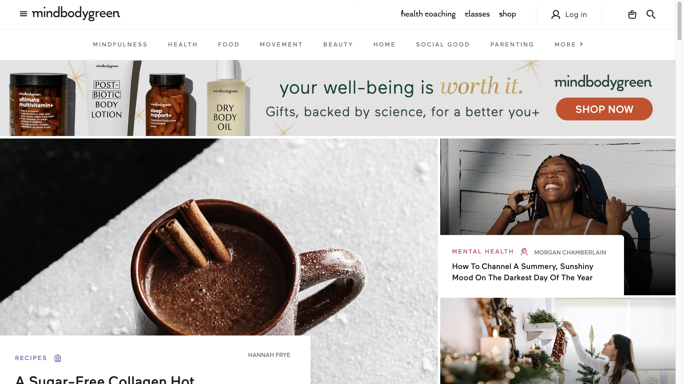 mindbodygreen
health coaching classes shop Log in
MINDFULNESS HEALTH FOOD MOVEMENT BEAUTY HOME SOCIAL GOOD PARENTING MORE
mindbodygreen
ultimate
multivitamin+
mindbodygreen
POST-
BIOTIC
BODY
LOTION
mindbodygreen
sleep
support+
mindbodygreen
DRY
BODY
OIL
your well-being is worth it.
Gifts, backed by science, for a better you+
mindbodygreen
SHOP NOW
MENTAL HEALTH MORGAN CHAMBERLAIN
How To Channel A Summery, Sunshiny
Mood On The Darkest Day Of The Year
RECIPES HANNAH FRYE
A Sugar-Free Collagen Hot